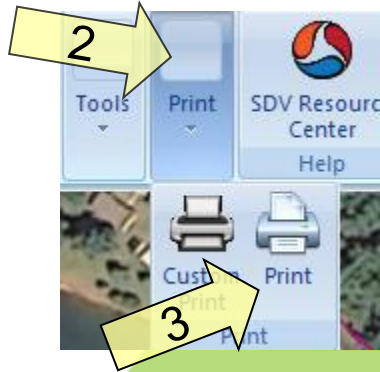 2
Tools Print SDV Resourc
Center
Help
Custom Print
Print
3
Print